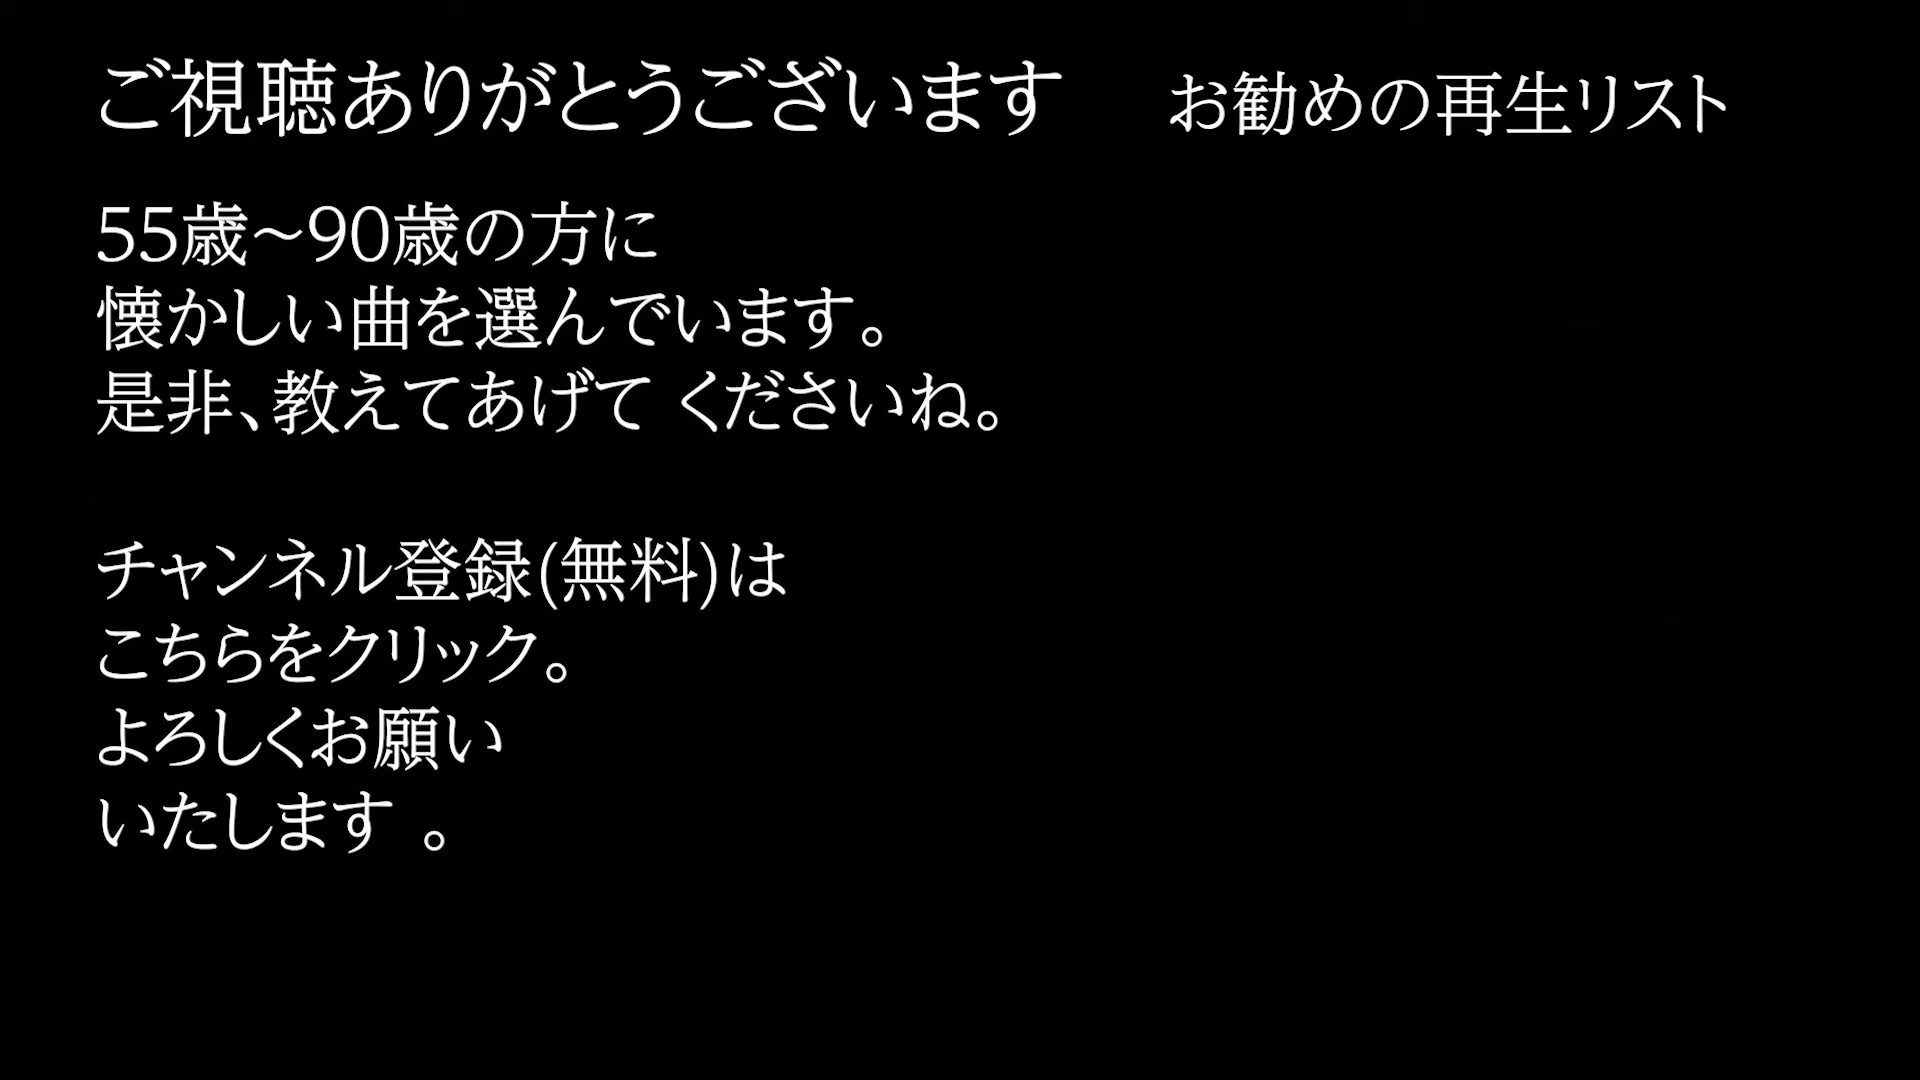 ご視聴ありがとうございます
お勧めの再生リスト
55歳～90歳の方に
懐かしい曲を選んでいます。
是非、教えてあげて くださいね。
チャンネル登録(無料)は
こちらをクリック。
よろしくお願い
いたします 。